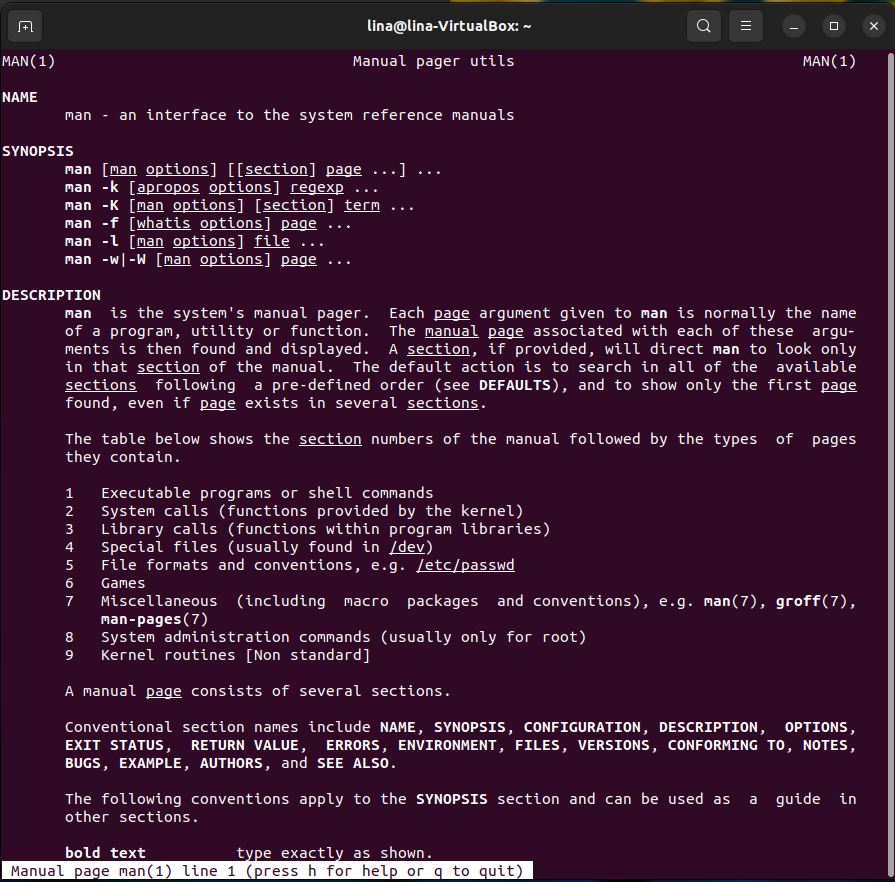 lina@lina-VirtualBox: ~
MAN(1) Manual pager utils MAN(1)
NAME
man - an interface to the system reference manuals
SYNOPSIS
man [man options] [[section] page ...] ...
man -k [apropos options] regexp ...
man -K [man options] [section] term ...
man -f [whatis options] page ...
man -l [man options] file ...
man -w|-W [man options] page ...
DESCRIPTION
man  is the system's manual pager.  Each page argument given to man is normally the name
of a program, utility or function.  The manual page associated with each of these  argu-
ments is then found and displayed.  A section, if provided, will direct man to look only
in that section of the manual.  The default action is to search in all of the  available
sections  following  a pre-defined order (see DEFAULTS), and to show only the first page
found, even if page exists in several sections.
The table below shows the section numbers of the manual followed by the types  of  pages
they contain.
1   Executable programs or shell commands
2   System calls (functions provided by the kernel)
3   Library calls (functions within program libraries)
4   Special files (usually found in /dev)
5   File formats and conventions, e.g. /etc/passwd
6   Games
7   Miscellaneous  (including  macro  packages  and conventions), e.g. man(7), groff(7),
man-pages(7)
8   System administration commands (usually only for root)
9   Kernel routines [Non standard]
A manual page consists of several sections.
Conventional section names include NAME, SYNOPSIS, CONFIGURATION, DESCRIPTION,  OPTIONS,
EXIT STATUS,  RETURN VALUE,  ERRORS, ENVIRONMENT, FILES, VERSIONS, CONFORMING TO, NOTES,
BUGS, EXAMPLE, AUTHORS, and SEE ALSO.
The following conventions apply to the SYNOPSIS section and can be used as  a  guide  in
other sections.
bold text          type exactly as shown.
Manual page man(1) line 1 (press h for help or q to quit)